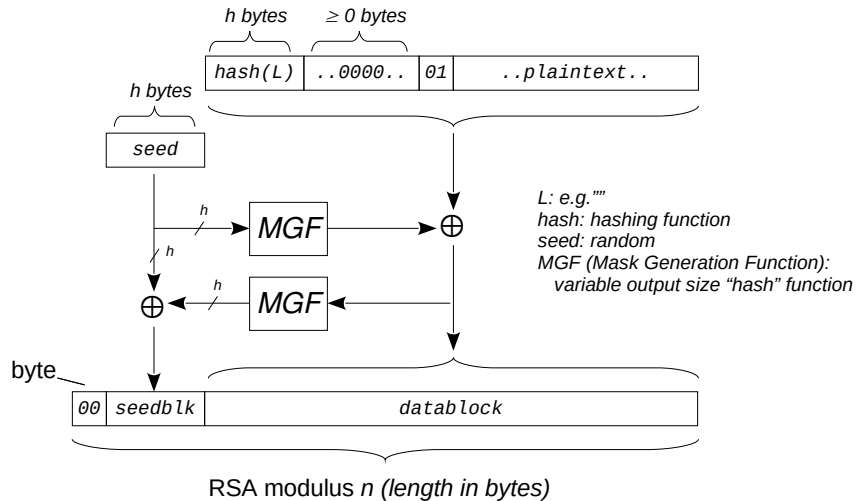 h bytes
≥ 0 bytes
hash(L) ..0000.. 01 ..plaintext..
h bytes
seed
h
MGF
⊕
h
L: e.g.””
hash: hashing function
seed: random
MGF (Mask Generation Function):
variable output size “hash” function
⊕
h
MGF
byte
00 seedblk datablock
RSA modulus n (length in bytes)